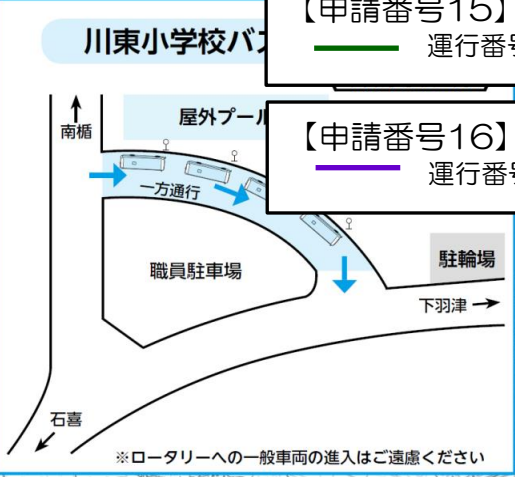 【申請番号15】
運行番号
川東小学校バス
【申請番号16】
運行番号
南楯
屋外プール
一方通行
職員駐車場
駐輪場
下羽津
石喜
※ロータリーへの一般車両の進入はご遠慮ください